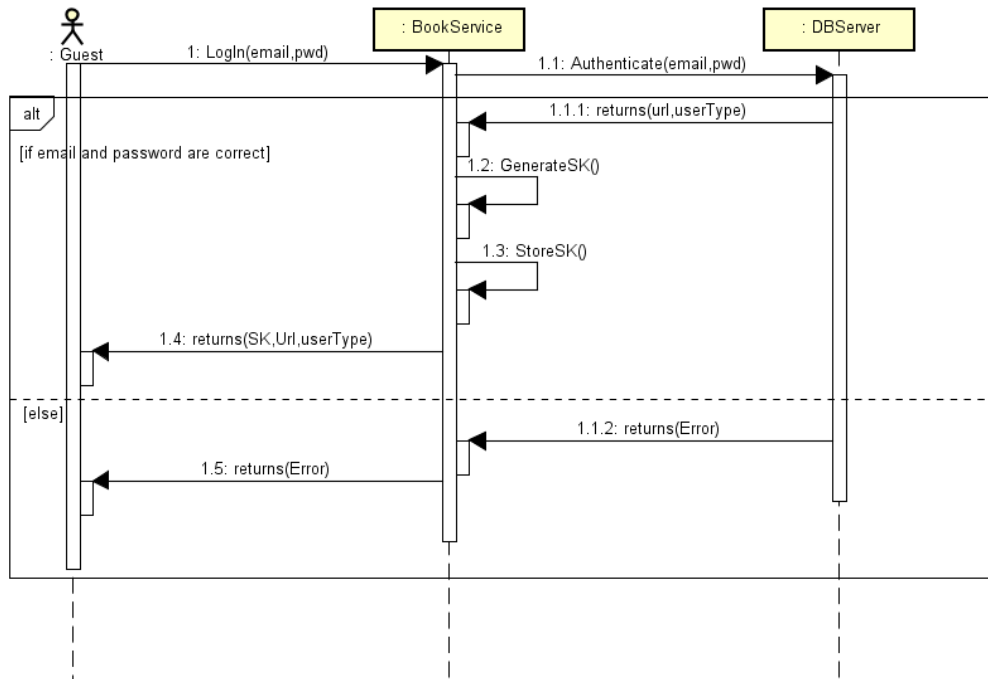 : Guest
: BookService
: DBServer
1: LogIn(email,pwd)
1.1: Authenticate(email,pwd)
alt
1.1.1: returns(url,userType)
[if email and password are correct]
1.2: GenerateSK()
1.3: StoreSK()
1.4: returns(SK,Url,userType)
[else]
1.1.2: returns(Error)
1.5: returns(Error)